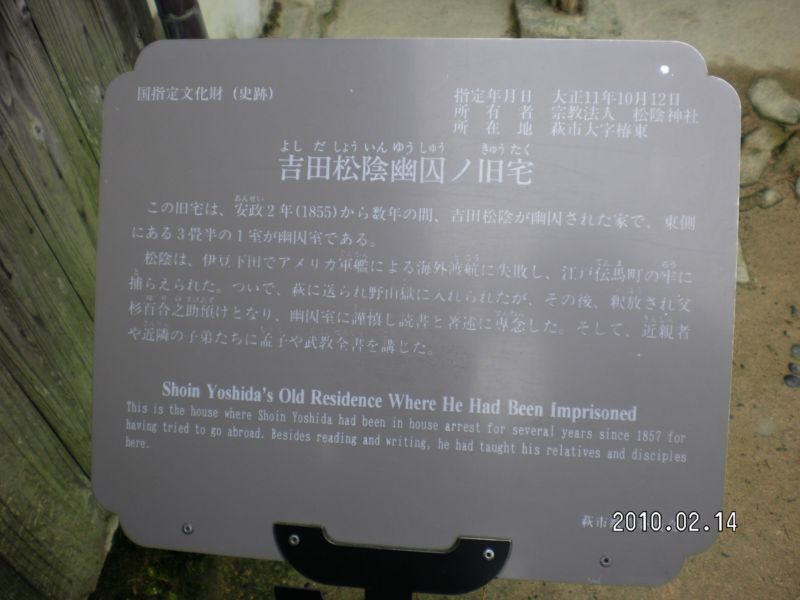 国指定文化財（史跡）
指定年月日 大正11年10月12日
所有者 宗教法人 松陰神社
所在地 萩市大字椿東
よしだしょういんゆうしゅう きゅうたく
吉田松陰幽囚ノ旧宅
あんせい
この旧宅は、安政2年(1855)から数年の間、吉田松陰が幽囚された家で、東側
にある3畳半の1室が幽囚室である。
松陰は、伊豆下田でアメリカ軍艦による海外渡航に失敗し、江戸伝馬町の牢に
捕らえられた。ついで、萩に送られ野山獄に入れられたが、その後、釈放され父
杉百合之助預けとなり、幽囚室に謹慎し読書と著述に専念した。そして、近親者
や近隣の子弟たちに孟子や武教全書を講じた。
Shoin Yoshida's Old Residence Where He Had Been Imprisoned
This is the house where Shoin Yoshida had been in house arrest for several years since 1857 for
having tried to go abroad. Besides reading and writing, he had taught his relatives and disciples
here.
萩市
2010.02.14